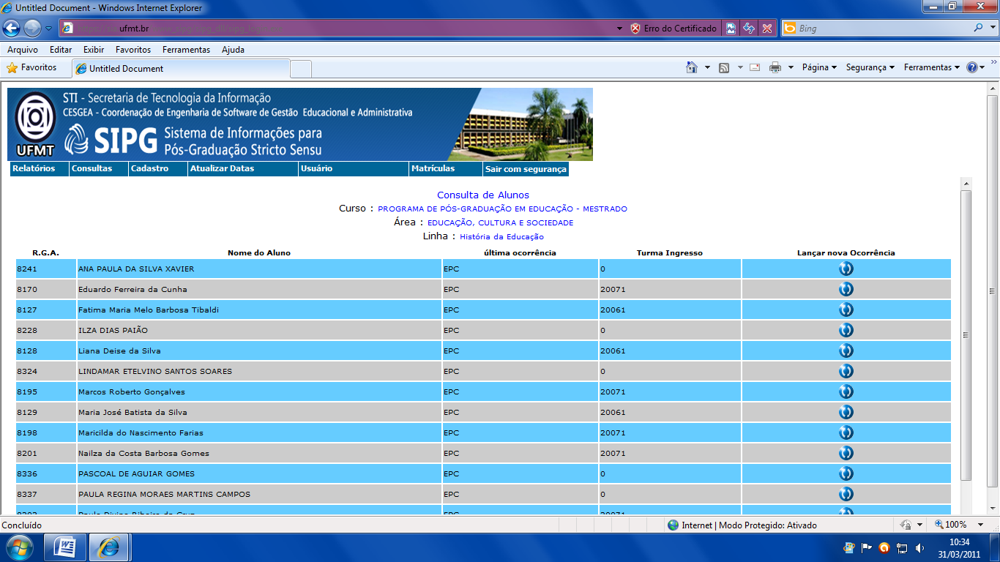 Untitled Document - Windows Internet Explorer
ufmt.br
Erro do Certificado
Bing
Arquivo Editar Exibir Favoritos Ferramentas Ajuda
Favoritos Untitled Document Página Segurança Ferramentas
STI - Secretaria de Tecnologia da Informação
CESGEA - Coordenação de Engenharia de Software de Gestão Educacional e Administrativa
UFMT
SIPG Sistema de Informações para
Pós-Graduação Stricto Sensu
Relatórios Consultas Cadastro Atualizar Datas Usuário Matrículas Sair com segurança
Consulta de Alunos
Curso : PROGRAMA DE PÓS-GRADUAÇÃO EM EDUCAÇÃO - MESTRADO
Área : EDUCAÇÃO, CULTURA E SOCIEDADE
Linha : História da Educação
R.G.A. Nome do Aluno última ocorrência Turma Ingresso Lançar nova Ocorrência
8241 ANA PAULA DA SILVA XAVIER EPC 0
8170 Eduardo Ferreira da Cunha EPC 20071
8127 Fatima Maria Melo Barbosa Tibaldi EPC 20061
8228 ILZA DIAS PAIÃO EPC 0
8128 Liana Deise da Silva EPC 20061
8324 LINDAMAR ETELVINO SANTOS SOARES EPC 0
8195 Marcos Roberto Gonçalves EPC 20071
8129 Maria José Batista da Silva EPC 20061
8198 Maricilda do Nascimento Farias EPC 20071
8201 Nailza da Costa Barbosa Gomes EPC 20071
8336 PASCOAL DE AGUIAR GOMES EPC 0
8337 PAULA REGINA MORAES MARTINS CAMPOS EPC 0
EPC 20071
Concluído Internet | Modo Protegido: Ativado 100%
10:34
31/03/2011